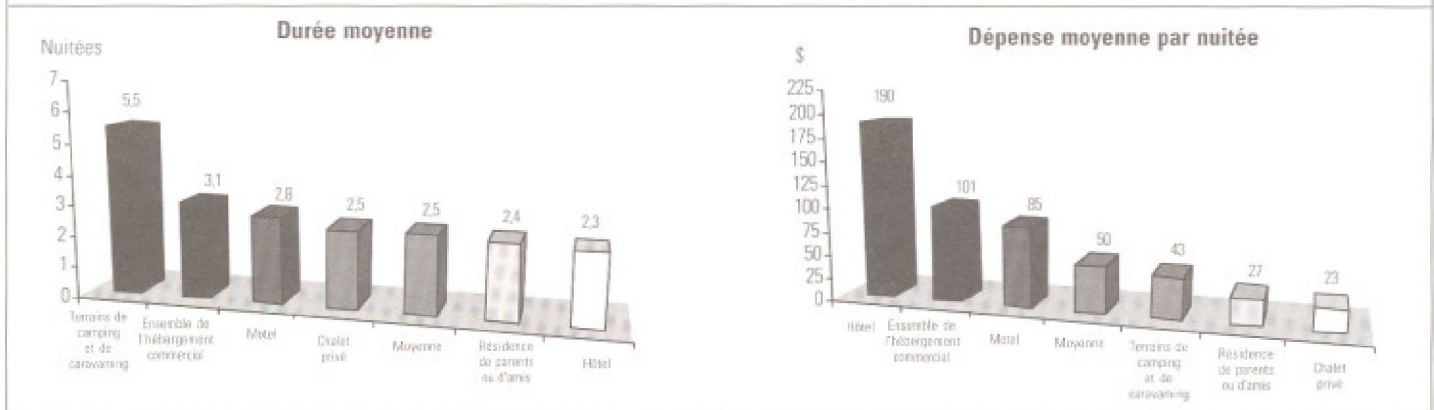 Durée moyenne
Nuitées
7
6
5
4
3
2
1
0
5,5
3,1
2,8
2,5
2,5
2,4
2,3
Terrains de
camping
et de
caravaning
Ensemble de
l'hébergement
commercial
Motel
Chalet
privé
Moyenne
Résidence
de parents
ou d'amis
Hôtel
Dépense moyenne par nuitée
$
225
200
175
150
125
100
75
50
25
0
190
101
85
50
43
27
23
Hôtel
Ensemble de
l'hébergement
commercial
Motel
Moyenne
Terrains de
camping
et de
caravaning
Résidence
de parents
ou d'amis
Chalet
privé